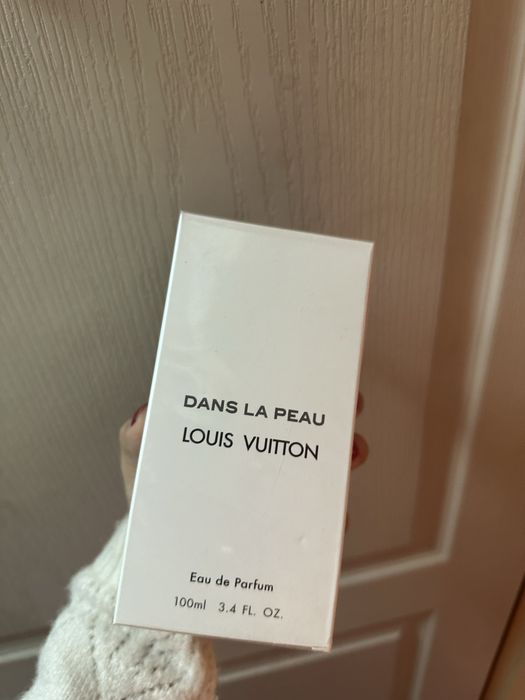 DANS LA PEAU
LOUIS VUITTON
Eau de Parfum
100ml 3.4 FL. OZ.